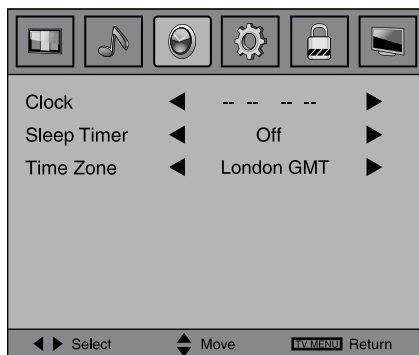 Clock -- -- -- --
Sleep Timer Off
Time Zone London GMT
Select Move TV MENU Return